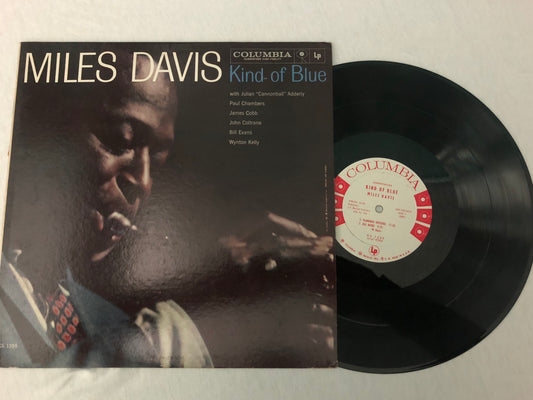 MILES DAVIS
COLUMBIA
Lp
Kind of Blue
with Julian "Cannonball" Adderly
Paul Chambers
James Cobb
John Coltrane
Bill Evans
Wynton Kelly
COLUMBIA
KIND OF BLUE
MILES DAVIS